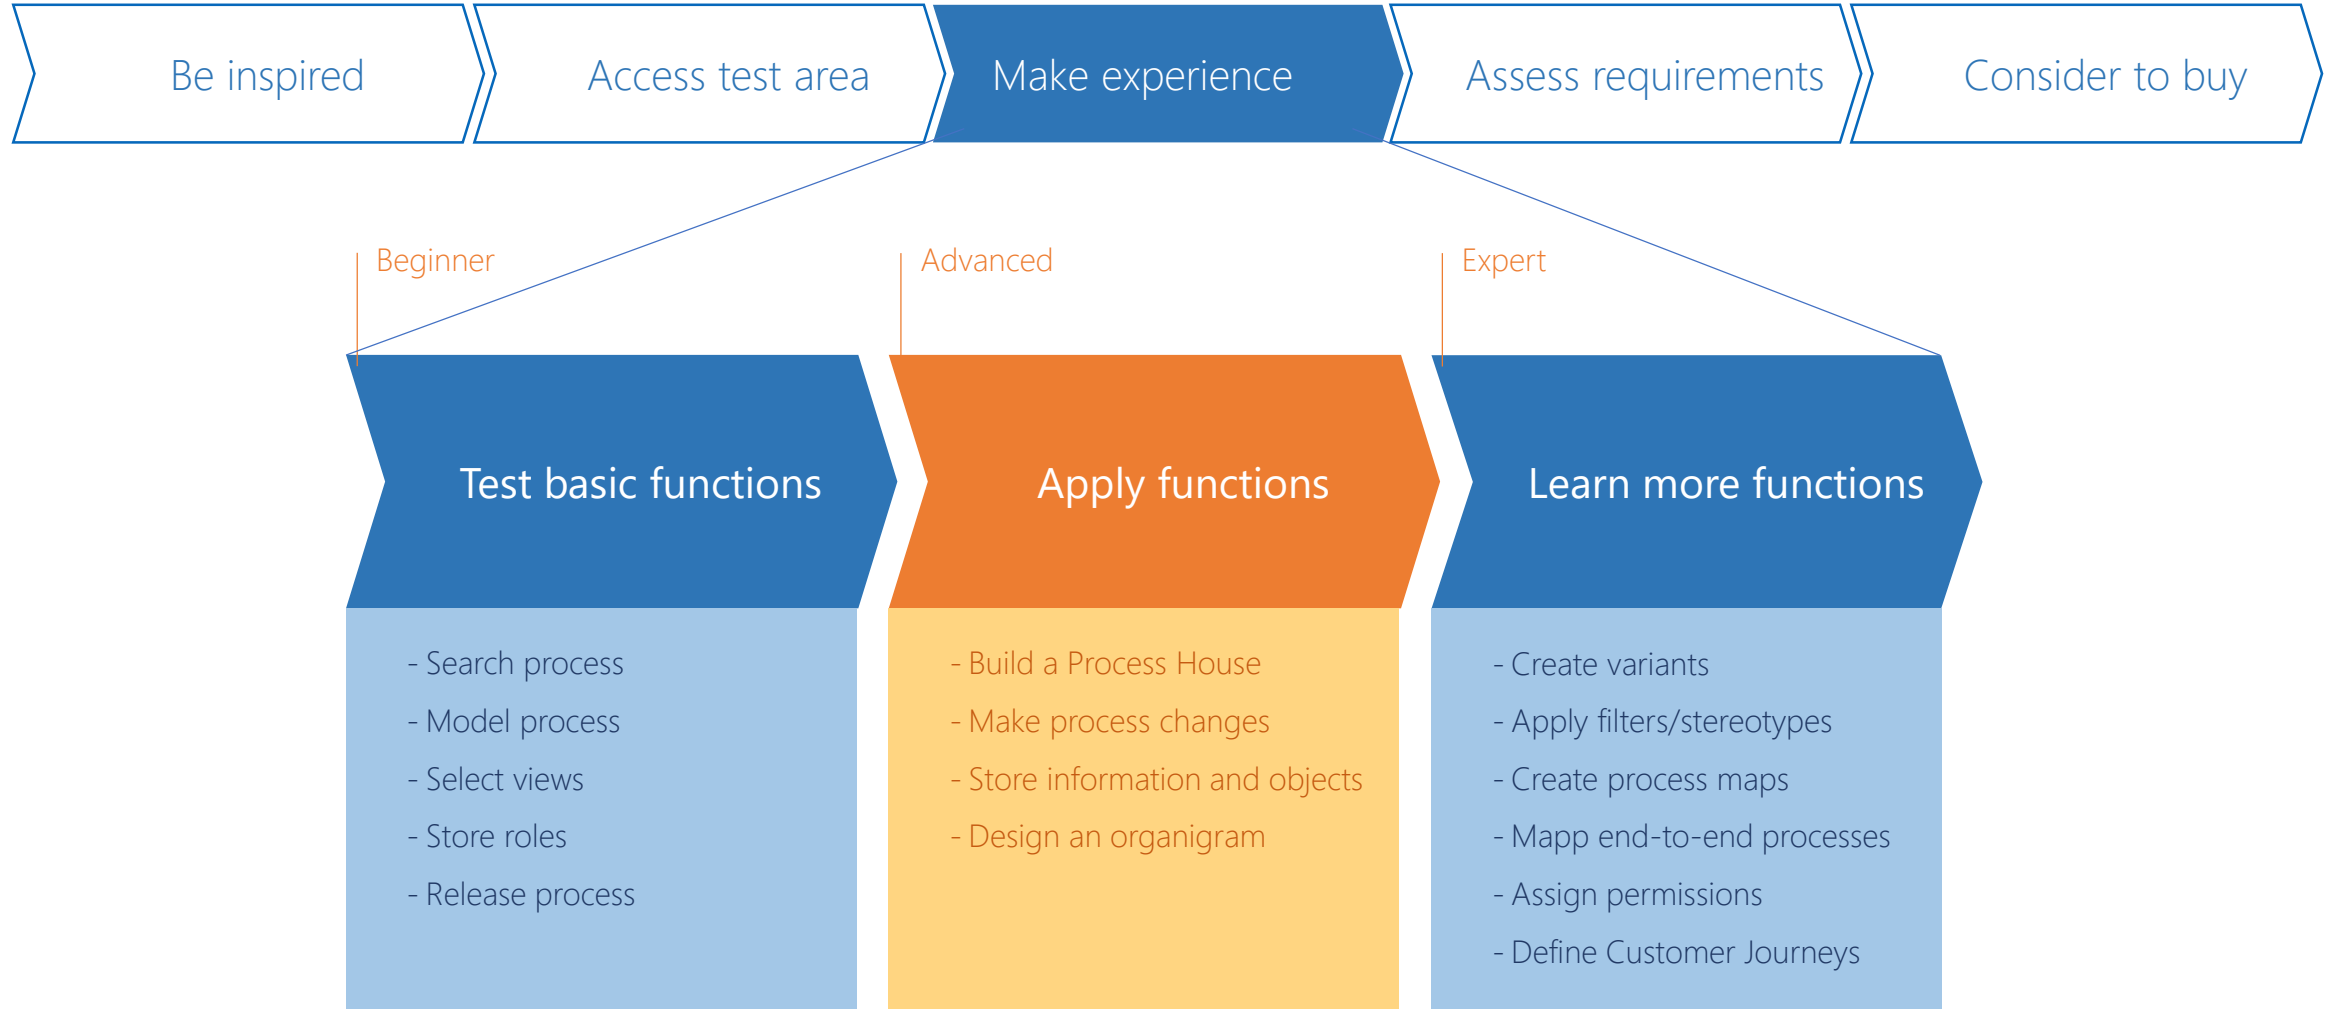 Be inspired
Access test area
Make experience
Assess requirements
Consider to buy
Beginner
Advanced
Expert
Test basic functions
Apply functions
Learn more functions
- Search process
- Model process
- Select views
- Store roles
- Release process
- Build a Process House
- Make process changes
- Store information and objects
- Design an organigram
- Create variants
- Apply filters/stereotypes
- Create process maps
- Mapp end-to-end processes
- Assign permissions
- Define Customer Journeys